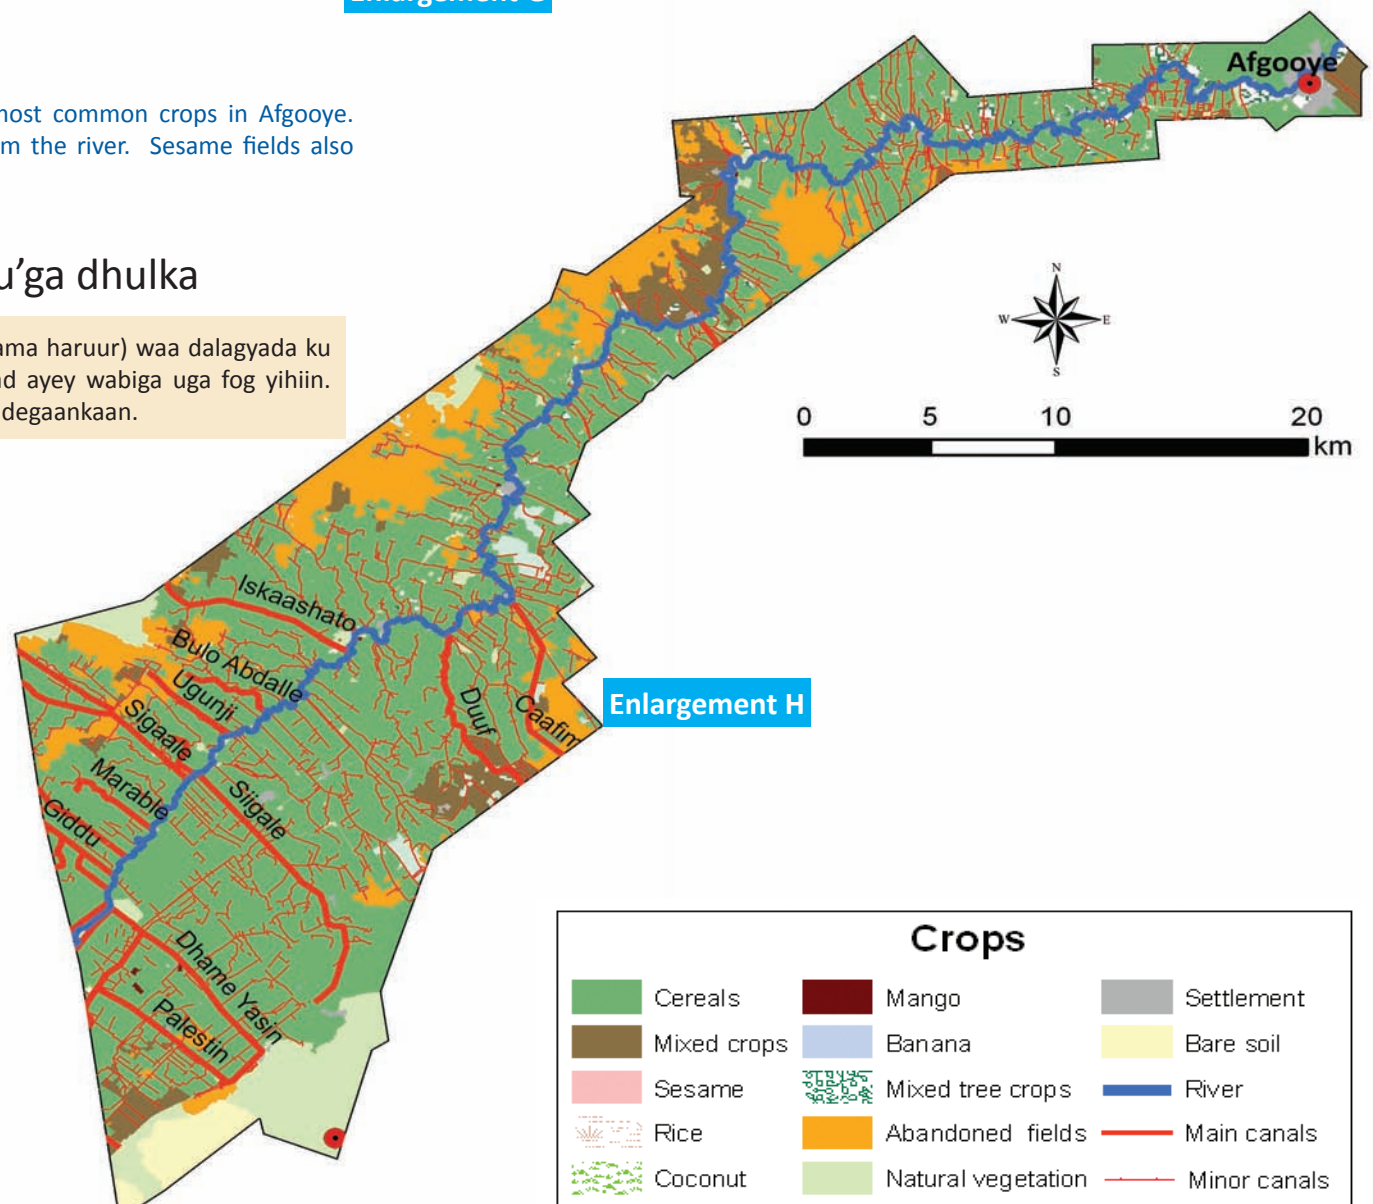 most common crops in Afgooye.
m the river. Sesame fields also
u’ga dhulka
ama haruur) waa dalagyada ku
d ayey wabiga uga fog yihiin.
degaankaan.
Afgooye
N
W E
S
0 5 10 20
km
Iskaashato
Bulo Abdalle
Ugunji
Sigaale
Marable
Giddu
Siigale
Duuf
Caafim
Enlargement H
Dhame Yasin
Palestin
Crops
Cereals Mango Settlement
Mixed crops Banana Bare soil
Sesame Mixed tree crops River
Rice Abandoned fields Main canals
Coconut Natural vegetation Minor canals